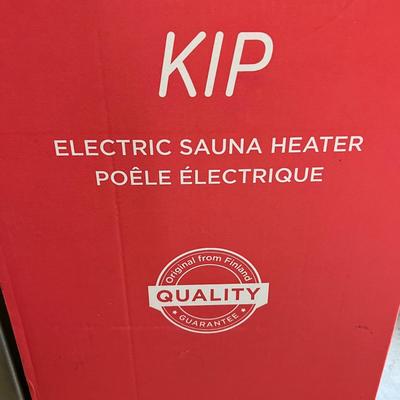 KIP
ELECTRIC SAUNA HEATER
POÊLE ÉLECTRIQUE
Original from Finland
QUALITY
GUARANTEE